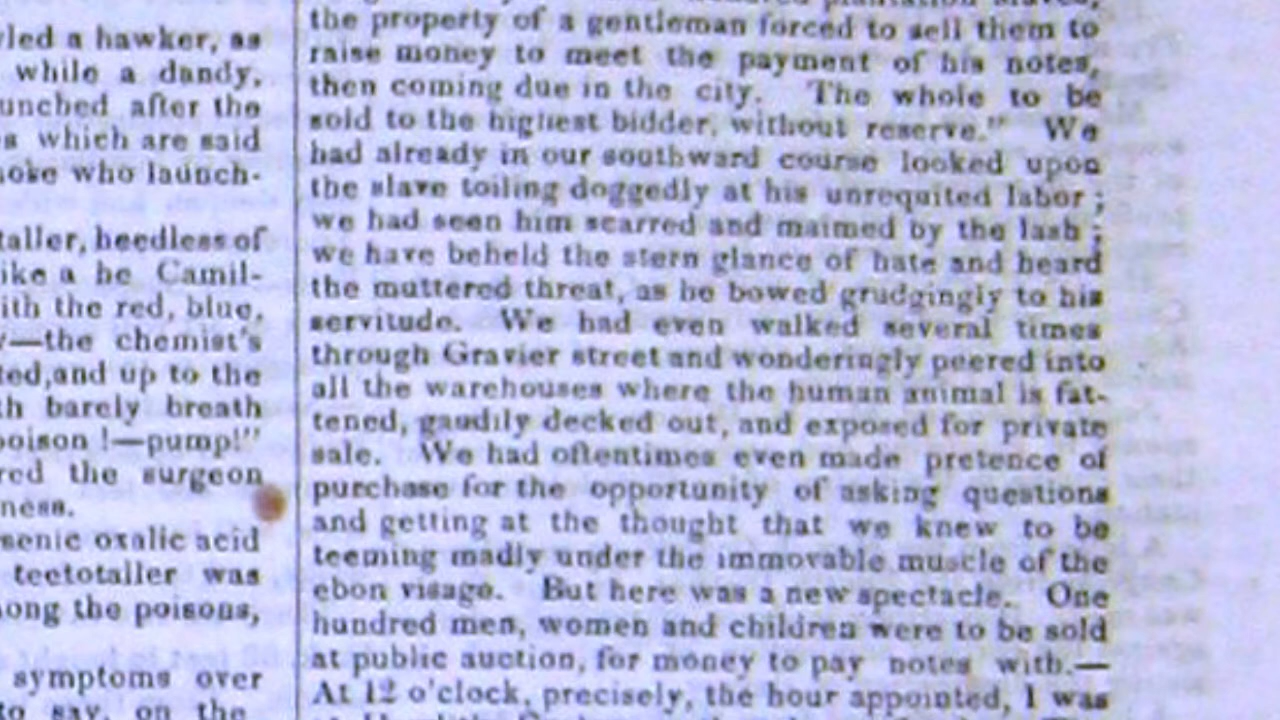 led a hawker, as
while a dandy,
unched after the
s which are said
oke who launch-
taller, heedless of
ike a he Camil-
ith the red, blue,
—the chemist's
ted, and up to the
th barely breath
poison !—pump!"
red the surgeon
ness.
senic oxalic acid
teetotaller was
ong the poisons,
symptoms over
to say, on the
the property of a gentleman forced to sell them to
raise money to meet the payment of his notes,
then coming due in the city. The whole to be
sold to the highest bidder, without reserve." We
had already in our southward course looked upon
the slave toiling doggedly at his unrequited labor ;
we had seen him scarred and maimed by the lash ;
we have beheld the stern glance of hate and heard
the muttered threat, as he bowed grudgingly to his
servitude. We had even walked several times
through Gravier street and wonderingly peered into
all the warehouses where the human animal is fat-
tened, gaudily decked out, and exposed for private
sale. We had oftentimes even made pretence of
purchase for the opportunity of asking questions
and getting at the thought that we knew to be
teeming madly under the immovable muscle of the
ebon visage. But here was a new spectacle. One
hundred men, women and children were to be sold
at public auction, for money to pay notes with.—
At 12 o'clock, precisely, the hour appointed, I was